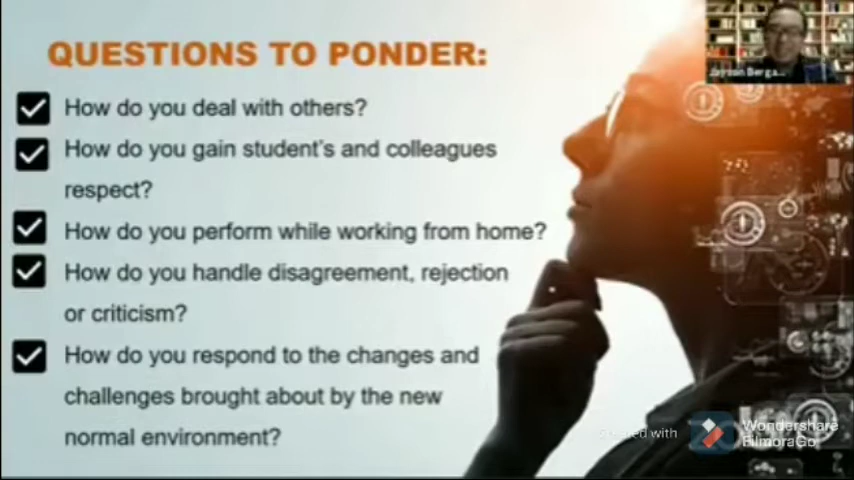 QUESTIONS TO PONDER:
How do you deal with others?
How do you gain student's and colleagues
respect?
How do you perform while working from home?
How do you handle disagreement, rejection
or criticism?
How do you respond to the changes and
challenges brought about by the new
normal environment?
Wondershare
FilmoraGo